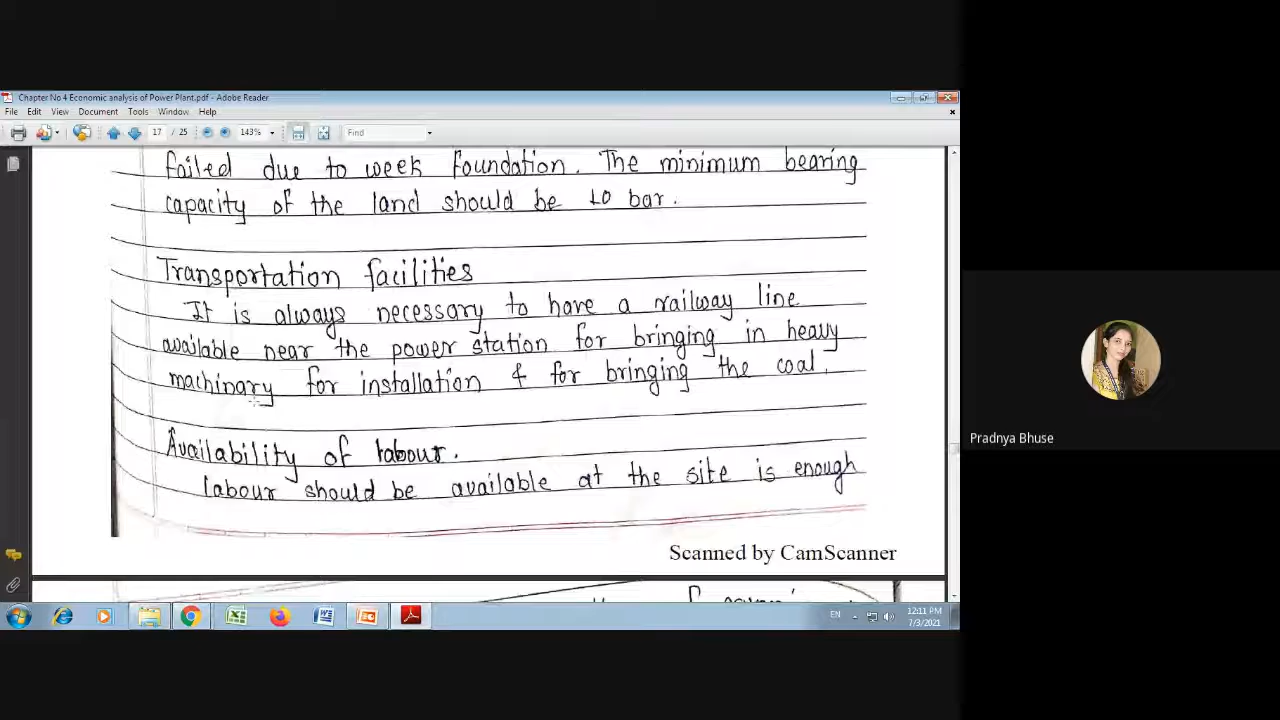 Chapter No 4 Economic analysis of Power Plant.pdf - Adobe Reader
File Edit View Document Tools Window Help
17 / 25 143% Find
failed due to week foundation. The minimum bearing
capacity of the land should be 10 bar.
Transportation facilities
It is always necessary to have a railway line
available near the power station for bringing in heavy
machinary for installation & for bringing the coal.
Availability of labour.
labour should be available at the site is enough
Scanned by CamScanner
Pradnya Bhuse
EN
12:11 PM
7/3/2021